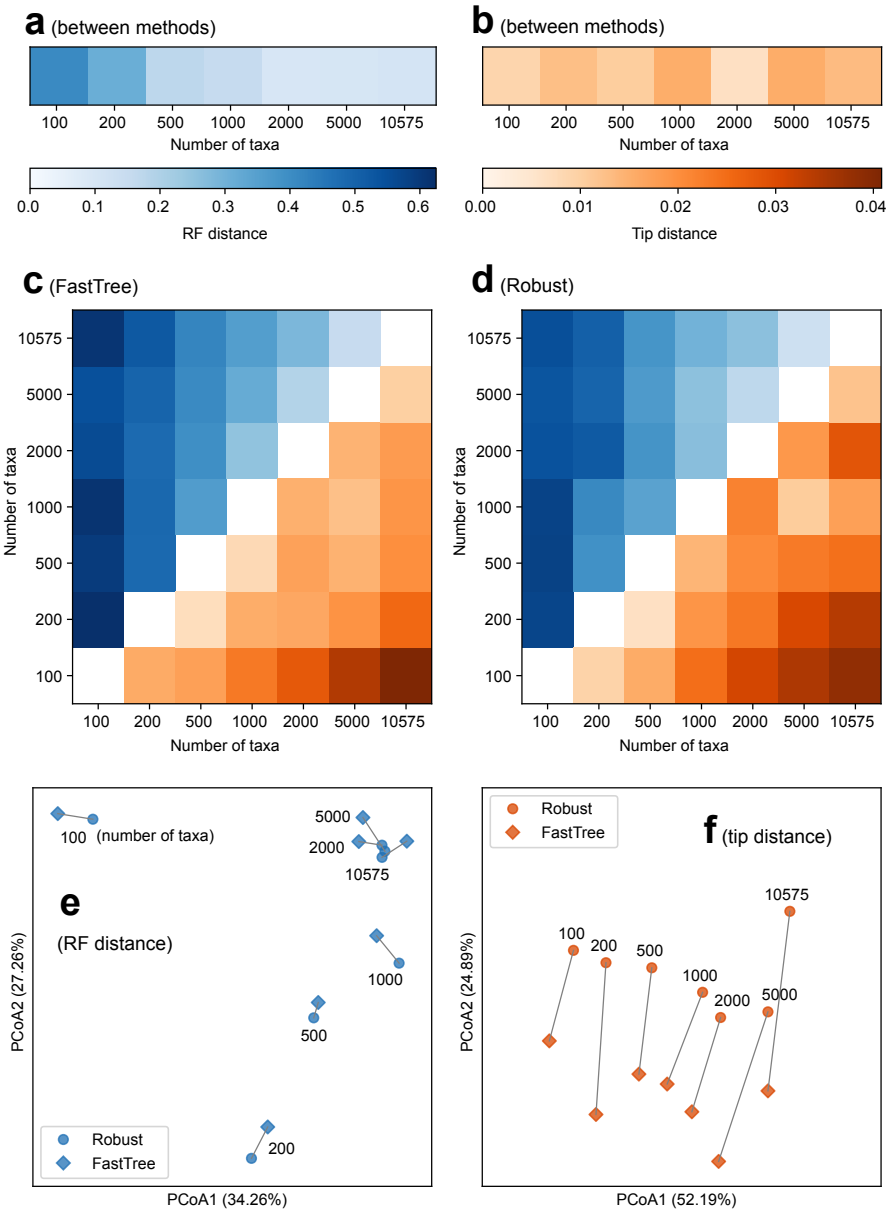 a (between methods)
100 200 500 1000 2000 5000 10575
Number of taxa
0.0 0.1 0.2 0.3 0.4 0.5 0.6
RF distance
b (between methods)
100 200 500 1000 2000 5000 10575
Number of taxa
0.00 0.01 0.02 0.03 0.04
Tip distance
c (FastTree)
Number of taxa
10575
5000
2000
1000
500
200
100
100 200 500 1000 2000 5000 10575
Number of taxa
d (Robust)
Number of taxa
10575
5000
2000
1000
500
200
100
100 200 500 1000 2000 5000 10575
Number of taxa
e
(RF distance)
PCoA2 (27.26%)
100 (number of taxa)
5000
2000
10575
1000
500
200
Robust
FastTree
PCoA1 (34.26%)
Robust
FastTree
f (tip distance)
PCoA2 (24.89%)
10575
100
200
500
1000
2000
5000
PCoA1 (52.19%)